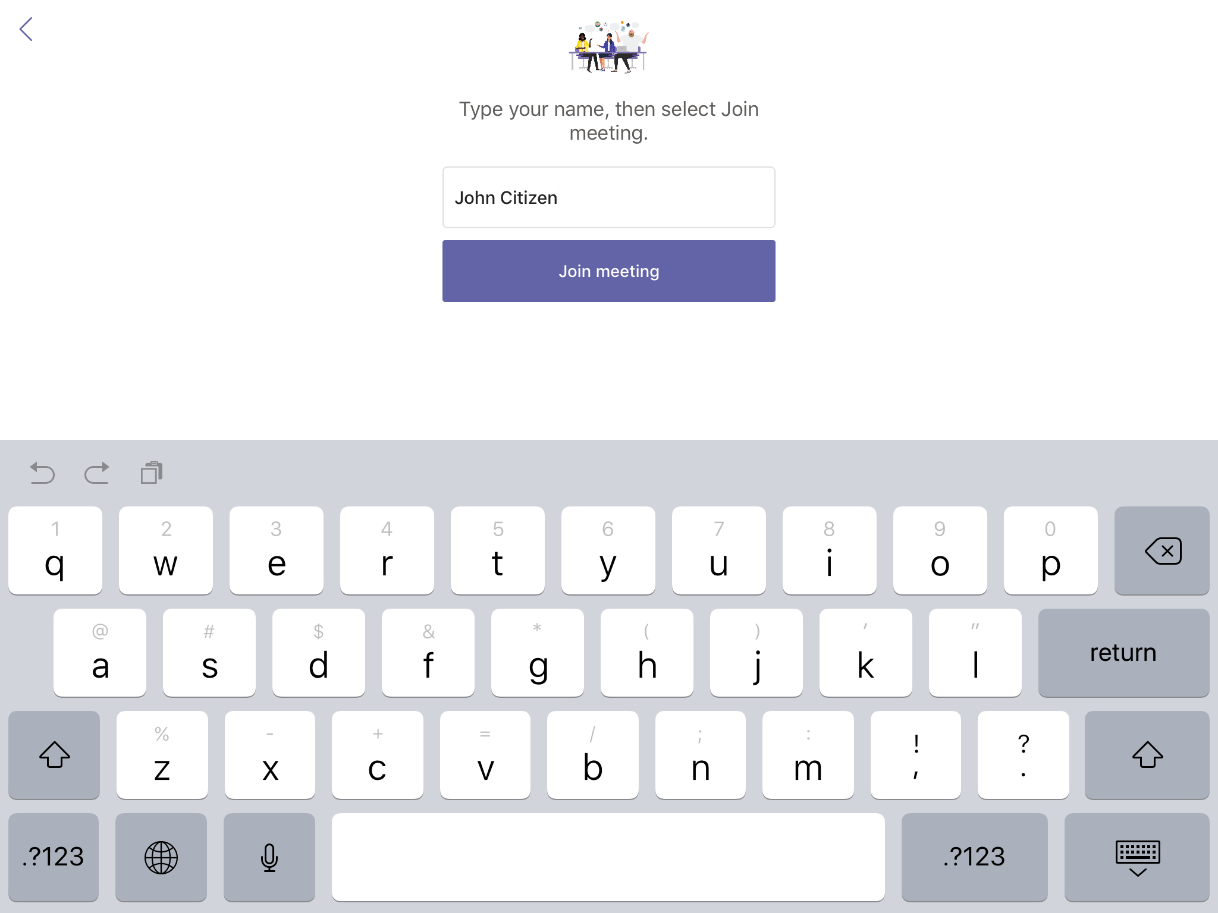 Type your name, then select Join
meeting.
John Citizen
Join meeting
1 2 3 4 5 6 7 8 9 0
q w e r t y u i o p
@ # $ & * ( ) ' "
a s d f g h j k l return
% - + = / ; : ! ?
z x c v b n m , .
.?123 .?123